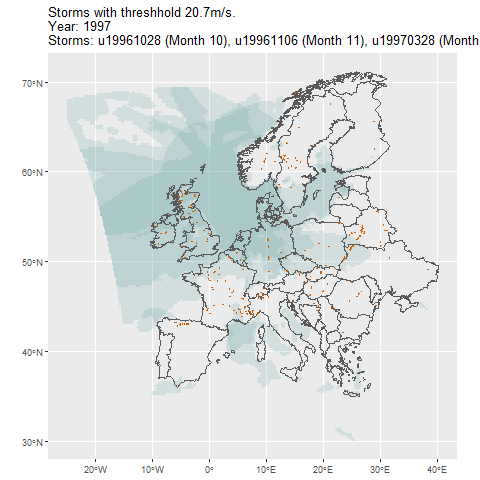 Storms with threshhold 20.7m/s.
Year: 1997
Storms: u19961028 (Month 10), u19961106 (Month 11), u19970328 (Month
70°N
60°N
50°N
40°N
30°N
20°W
10°W
0°
10°E
20°E
30°E
40°E